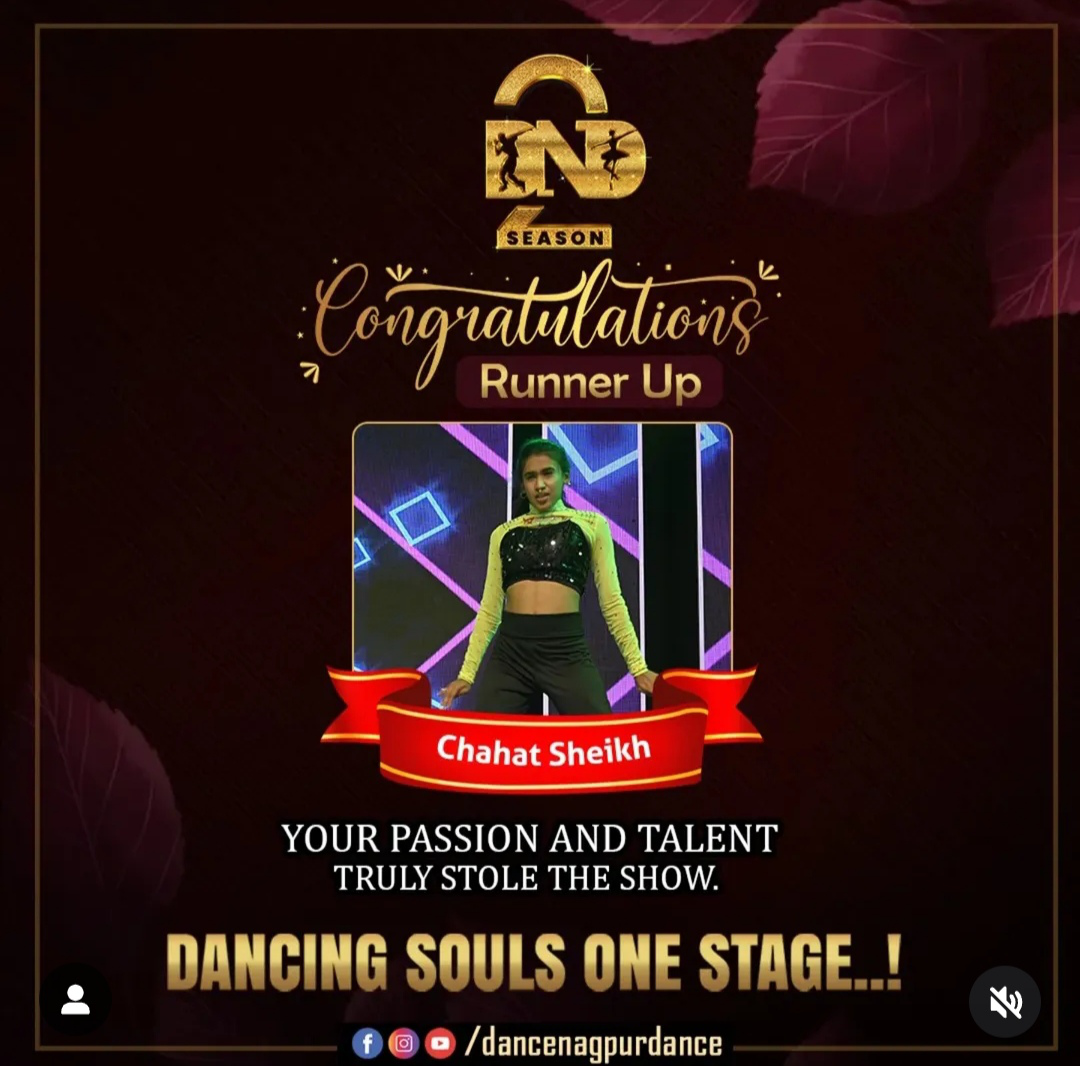 2
DND
SEASON
Congratulations
Runner Up
Chahat Sheikh
YOUR PASSION AND TALENT
TRULY STOLE THE SHOW.
DANCING SOULS ONE STAGE..!
/dancenagpurdance